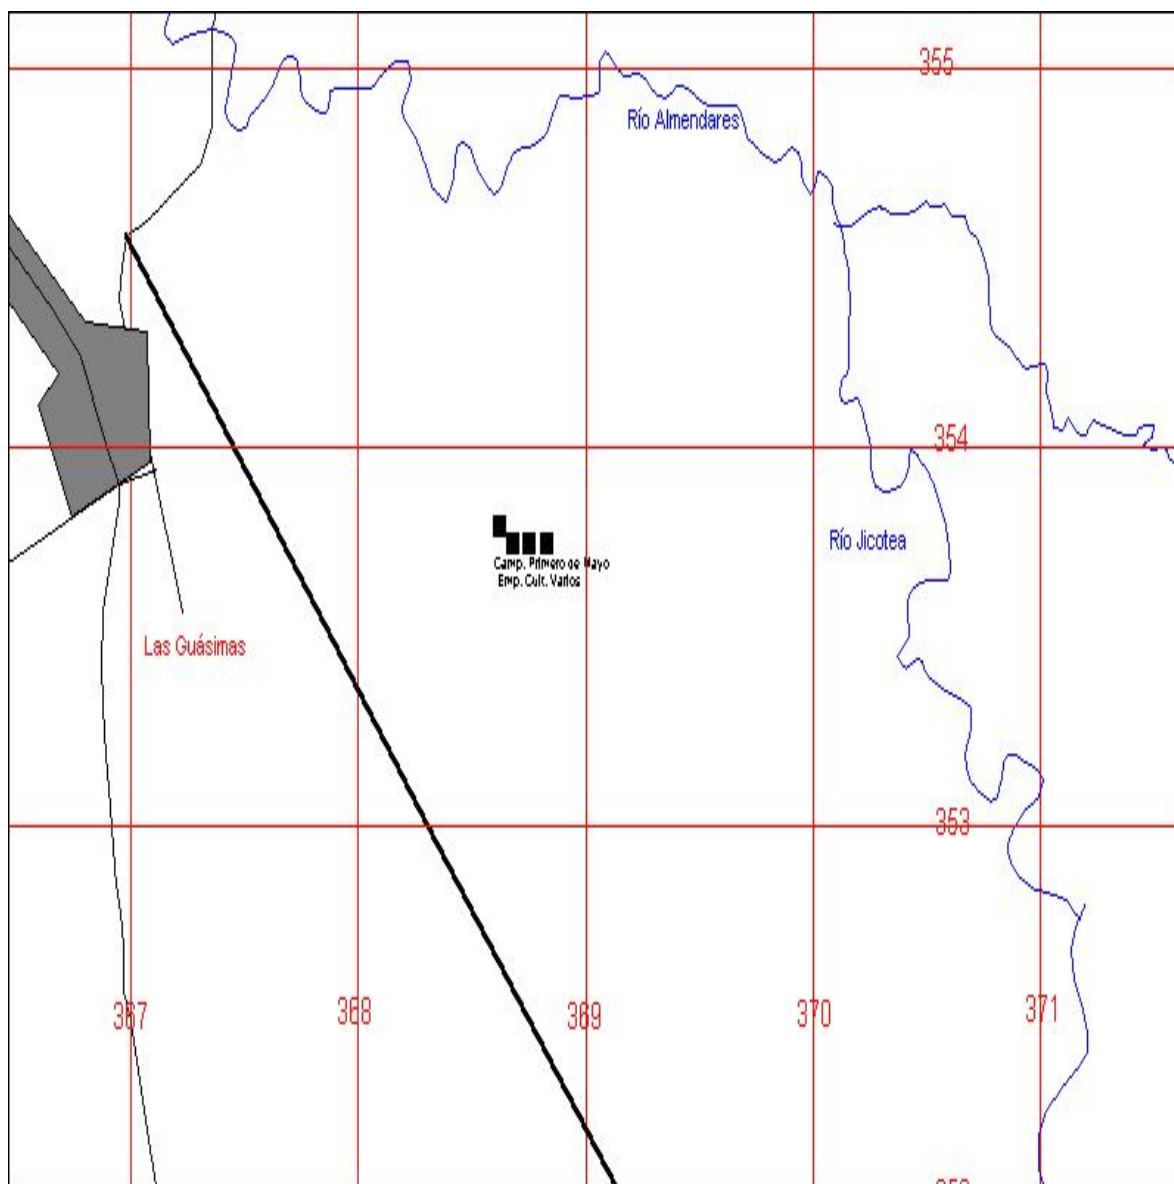 355
Río Almendares
354
Río Jicotea
Camp. Primero de Mayo
Emp. Cult. Varios
Las Guásimas
353
367
368
369
370
371